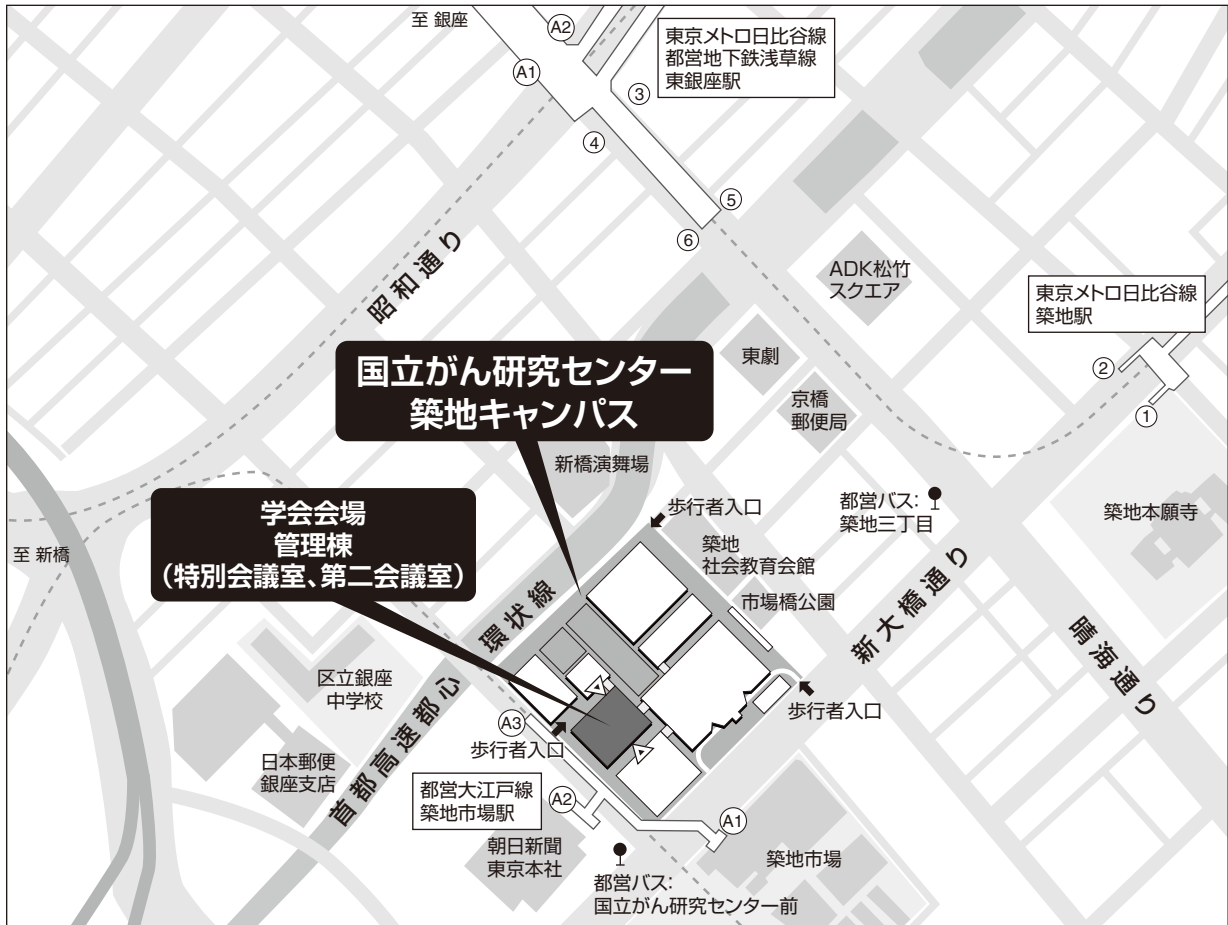 至 銀座
A2
A1
東京メトロ日比谷線
都営地下鉄浅草線
東銀座駅
③
④
⑤
⑥
昭和通り
ADK松竹
スクエア
東京メトロ日比谷線
築地駅
②
①
東劇
京橋
郵便局
国立がん研究センター
築地キャンパス
新橋演舞場
歩行者入口
都営バス:
築地三丁目
築地本願寺
学会会場
管理棟
(特別会議室、第二会議室)
至 新橋
築地
社会教育会館
市場橋公園
新大橋通り
晴海通り
首都高速都心 環状線
区立銀座
中学校
A3
歩行者入口
歩行者入口
日本郵便
銀座支店
都営大江戸線
築地市場駅
A2
A1
朝日新聞
東京本社
築地市場
都営バス:
国立がん研究センター前